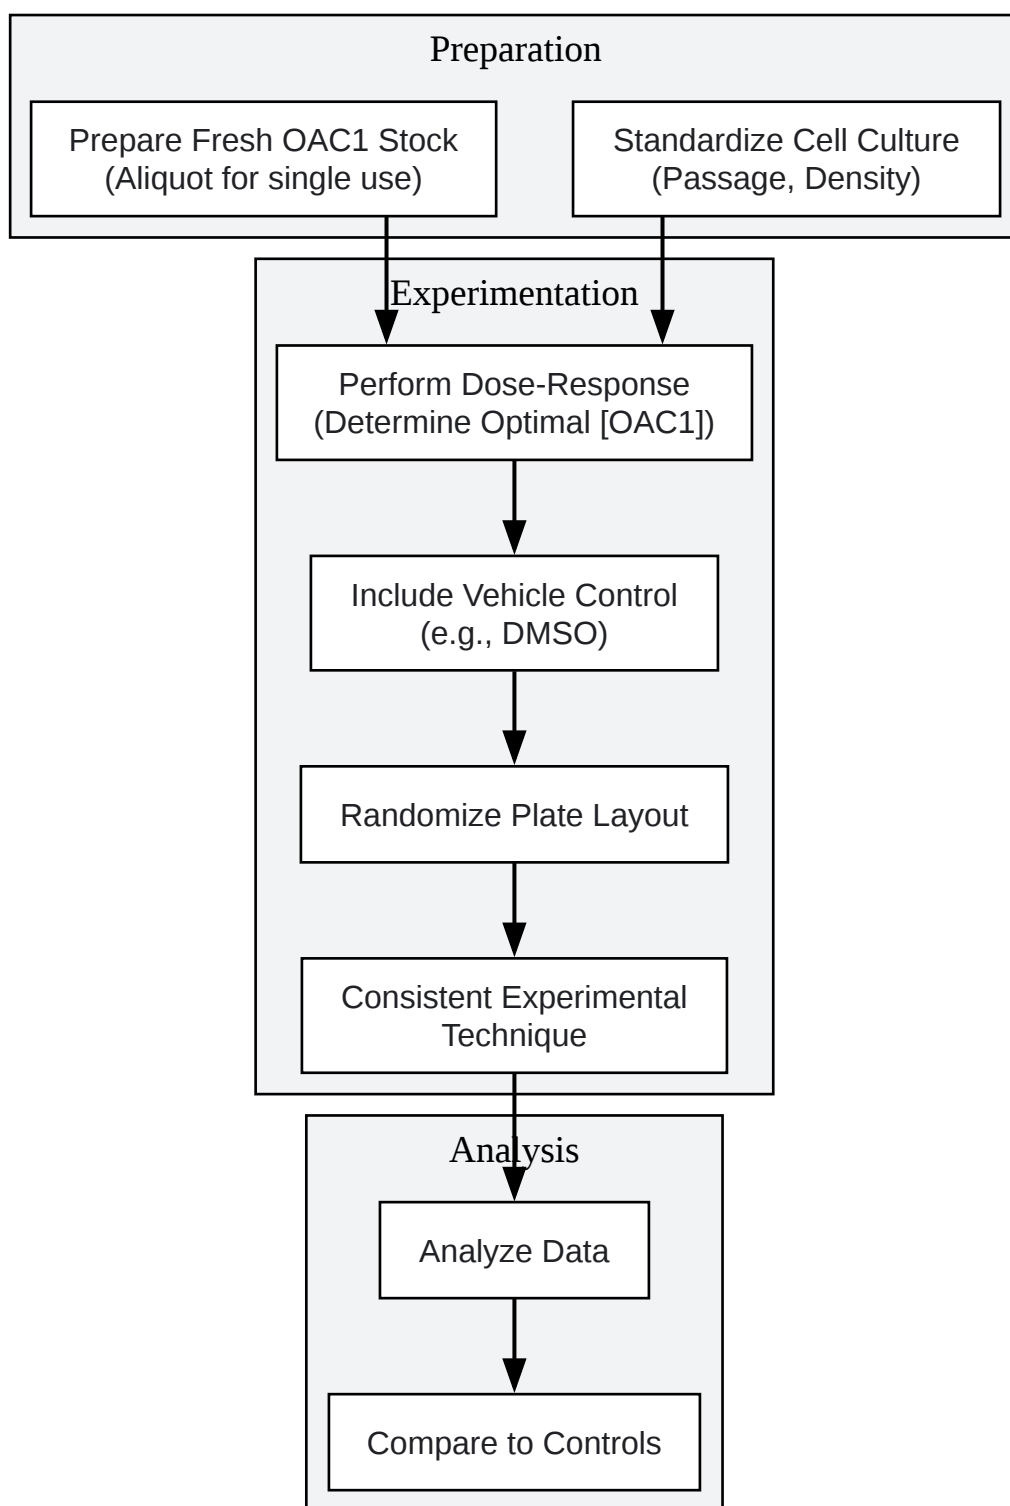 Preparation
Prepare Fresh OAC1 Stock
(Aliquot for single use)
Standardize Cell Culture
(Passage, Density)
Experimentation
Perform Dose-Response
(Determine Optimal [OAC1])
Include Vehicle Control
(e.g., DMSO)
Randomize Plate Layout
Consistent Experimental
Technique
Analysis
Analyze Data
Compare to Controls